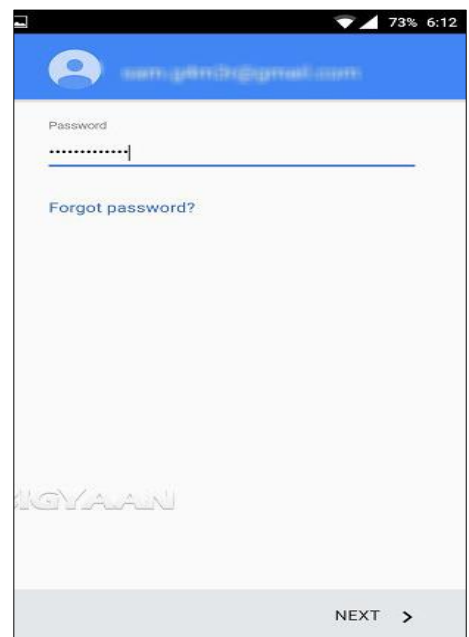 73% 6:12
Password
•••••••••••••
Forgot password?
IGYAAN
NEXT >